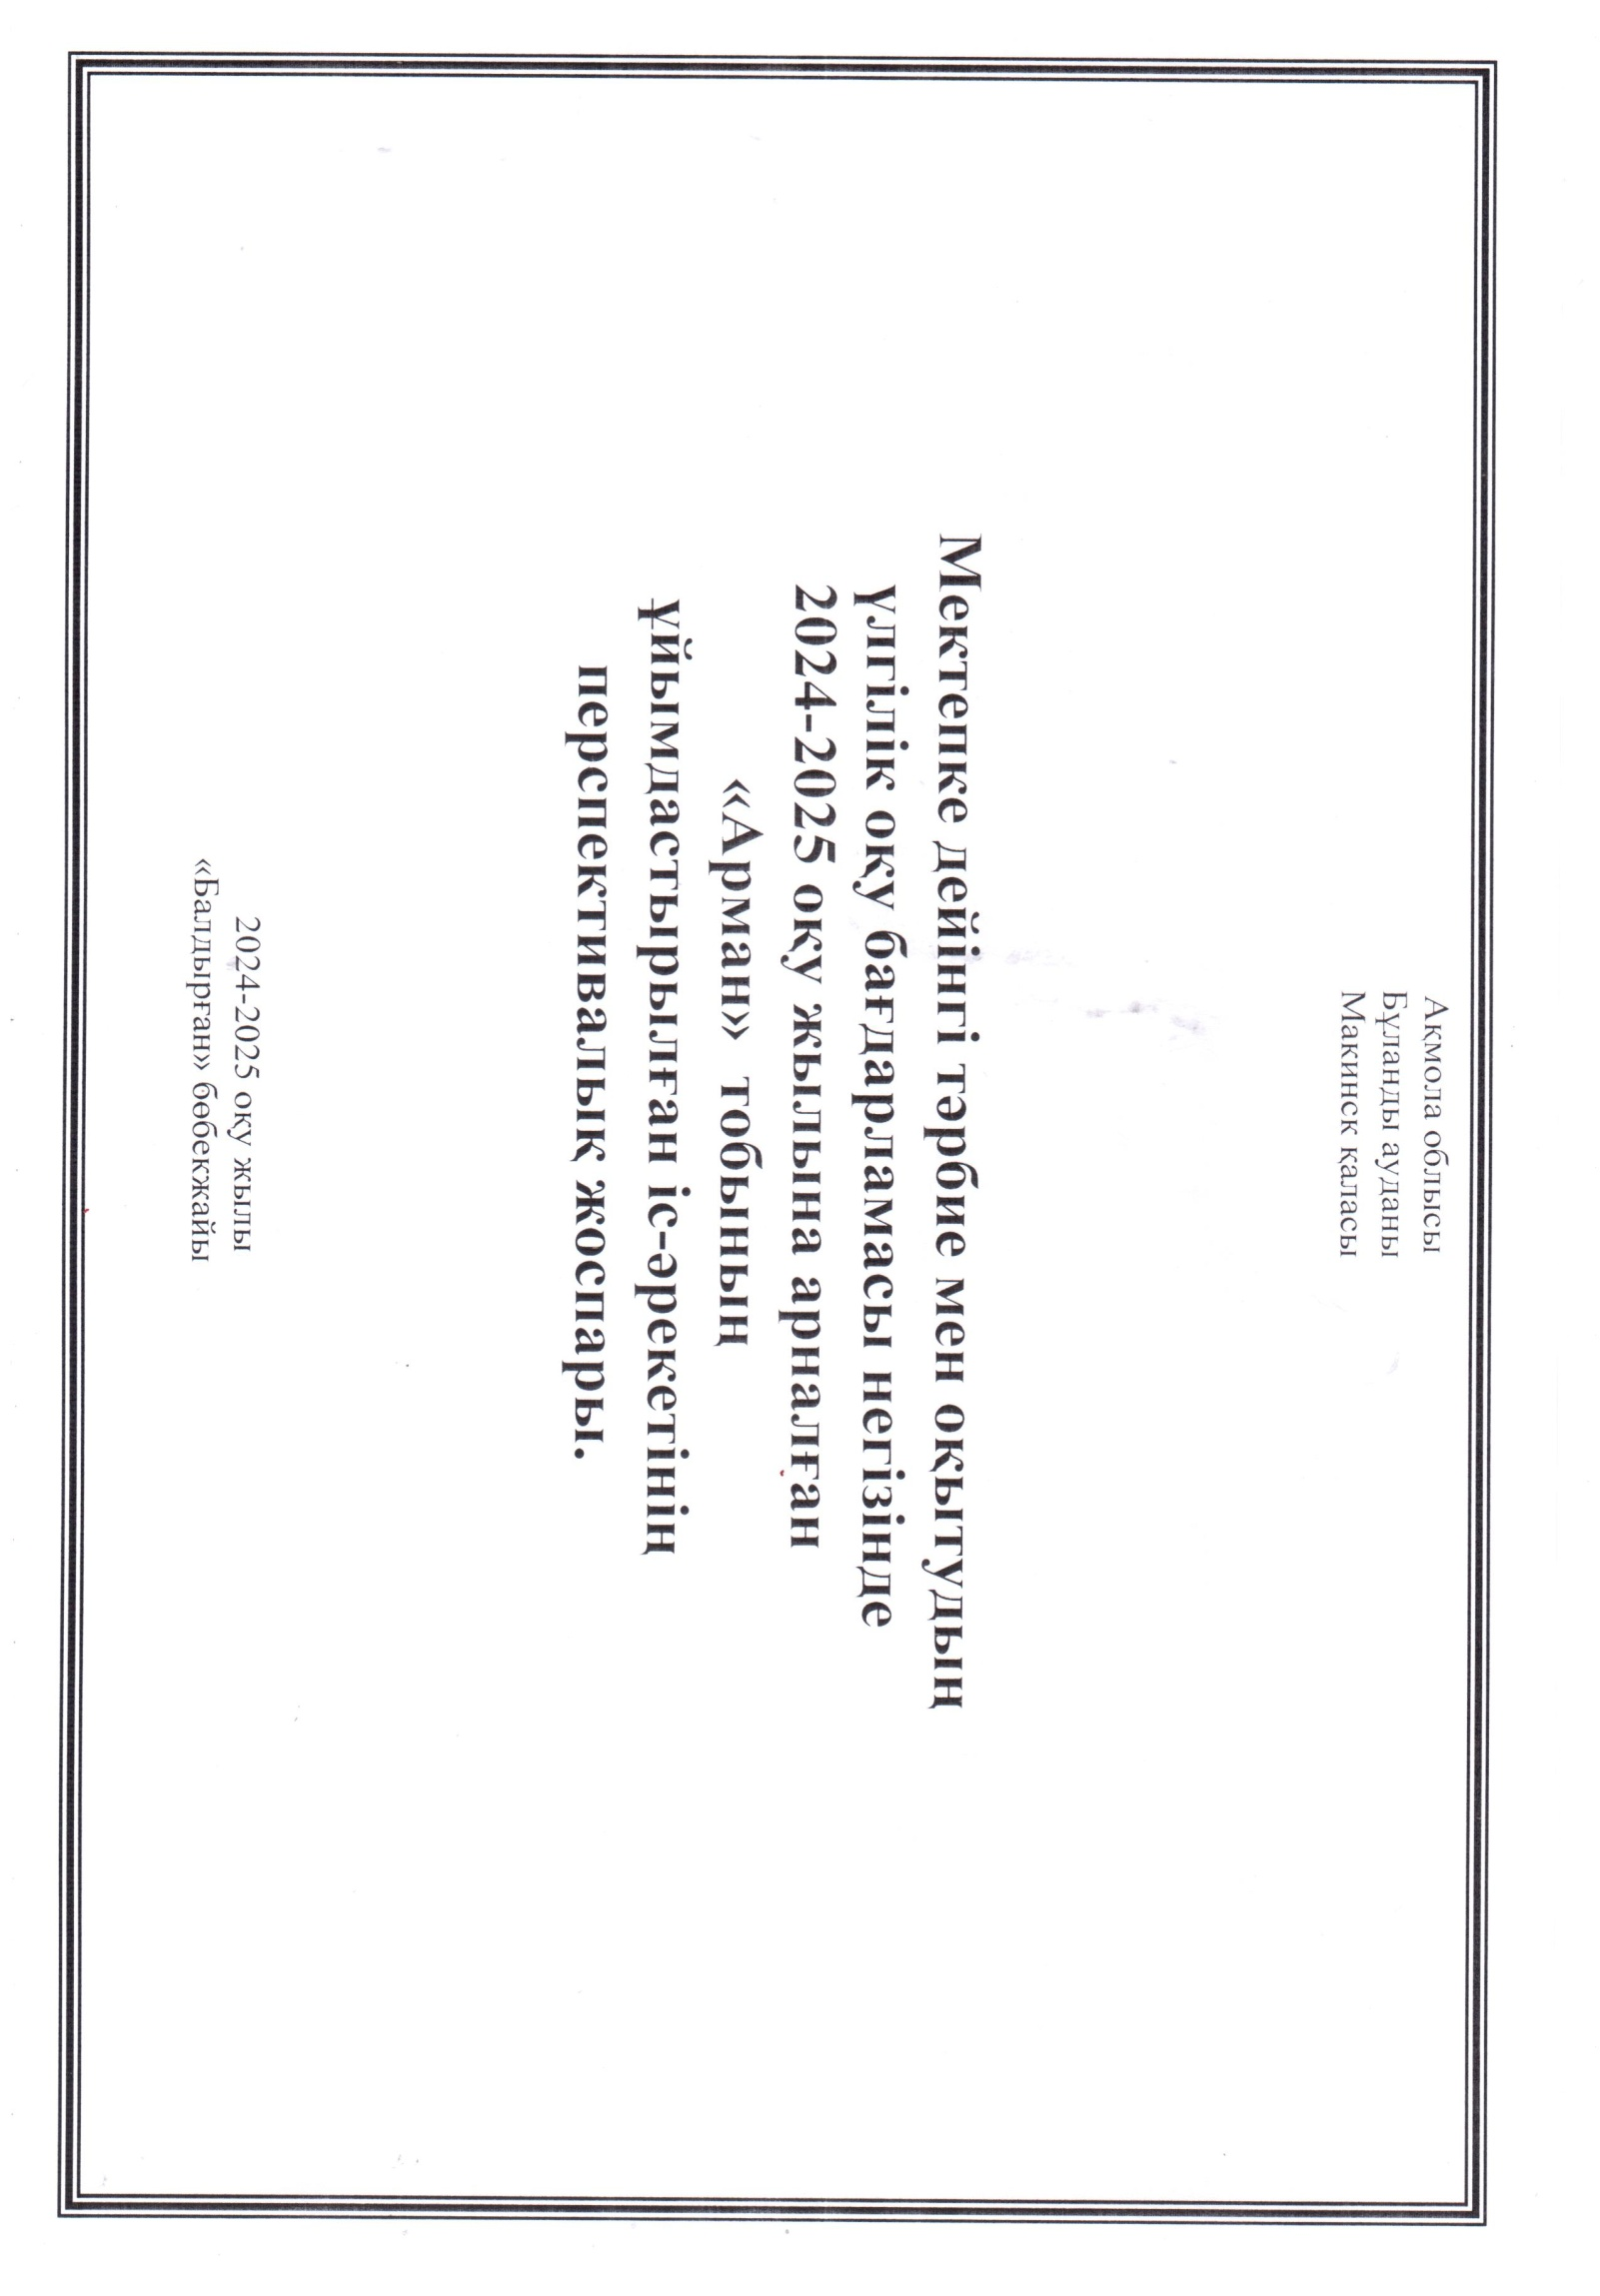 Ақмола облысы
Бұланды ауданы
Макинск қаласы
Мектепке дейінгі тәрбие мен оқытудың
үлгілік оқу бағдарламасы негізінде
2024-2025 оқу жылына арналған
«Арман» тобының
ұйымдастырылған іс-әрекетінің
перспективалық жоспары.
2024-2025 оқу жылы
«Балдырған» бөбекжайы